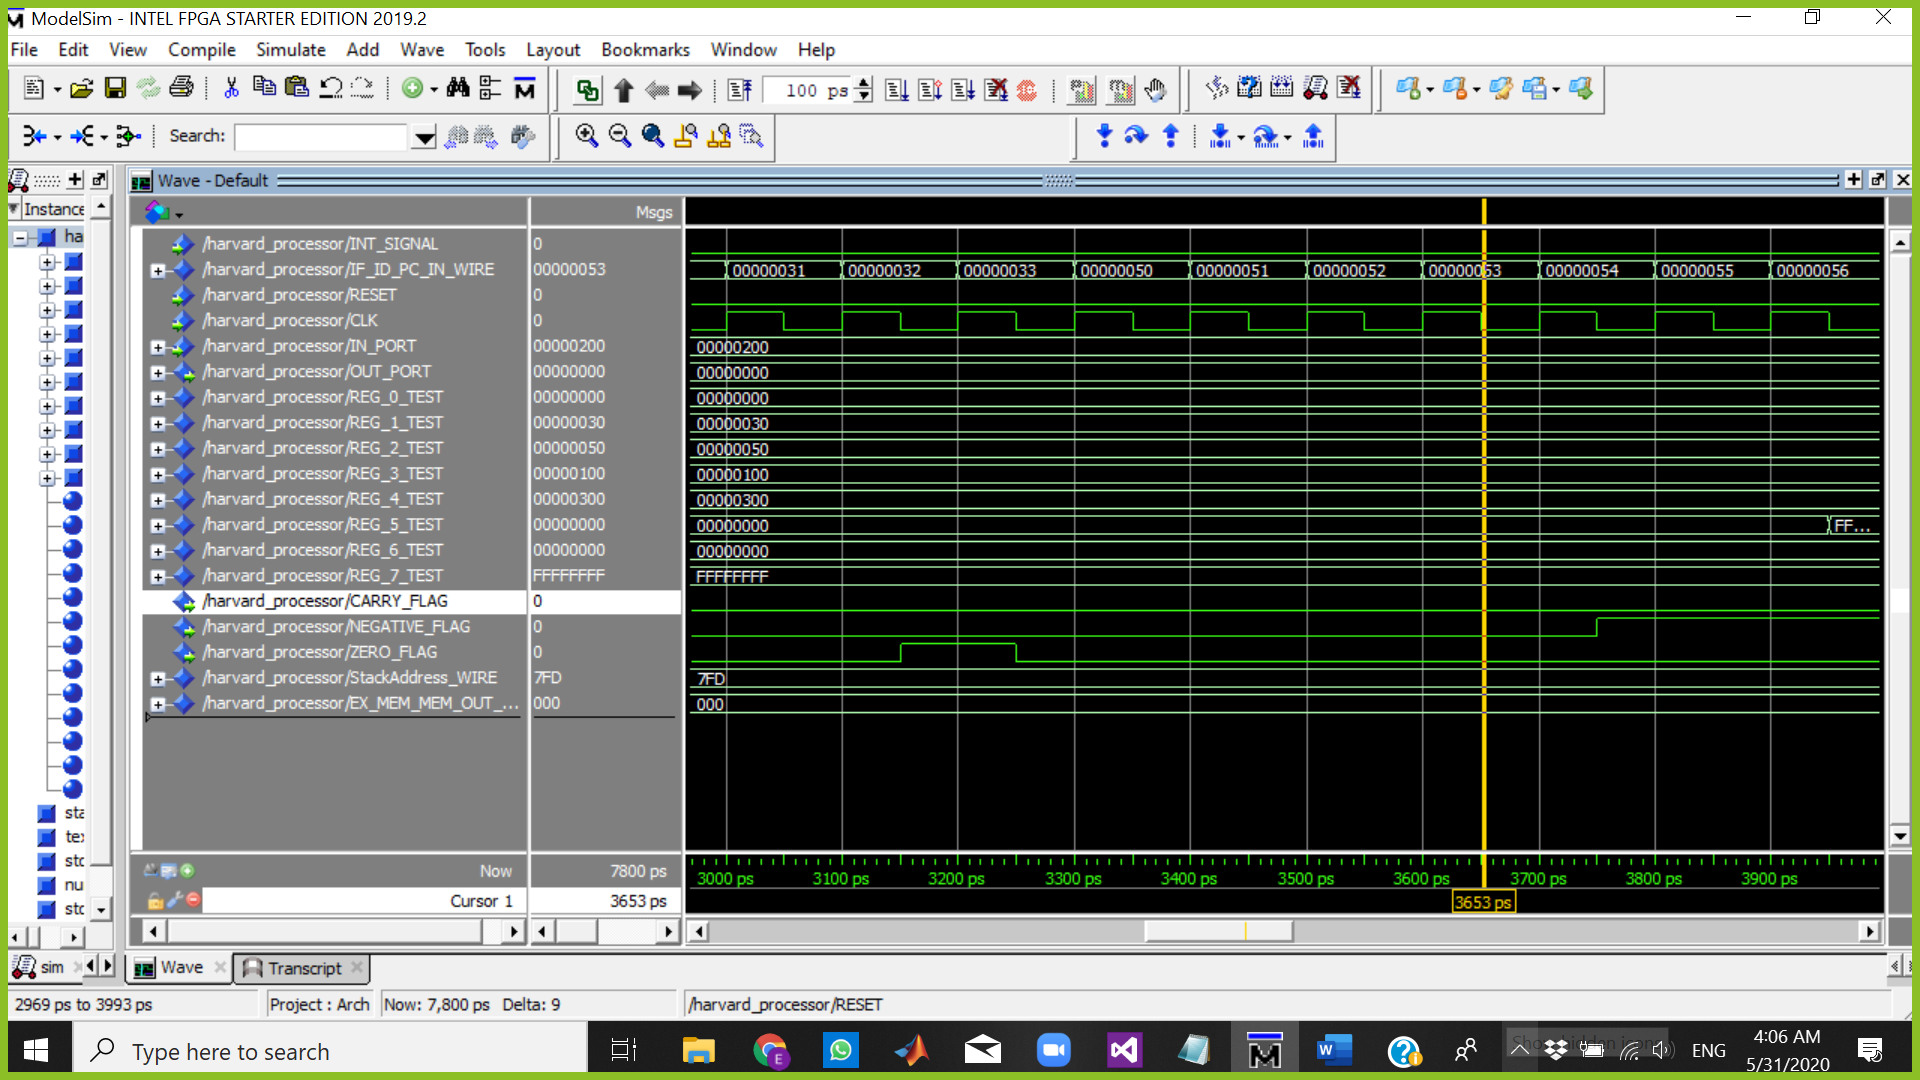 ModelSim - INTEL FPGA STARTER EDITION 2019.2
File Edit View Compile Simulate Add Wave Tools Layout Bookmarks Window Help
100 ps
Search:
Wave - Default
Instance
Msgs
ha
/harvard_processor/INT_SIGNAL 0
/harvard_processor/IF_ID_PC_IN_WIRE 00000053 00000031 00000032 00000033 00000050 00000051 00000052 00000053 00000054 00000055 00000056
/harvard_processor/RESET 0
/harvard_processor/CLK 0
/harvard_processor/IN_PORT 00000200 00000200
/harvard_processor/OUT_PORT 00000000 00000000
/harvard_processor/REG_0_TEST 00000000 00000000
/harvard_processor/REG_1_TEST 00000030 00000030
/harvard_processor/REG_2_TEST 00000050 00000050
/harvard_processor/REG_3_TEST 00000100 00000100
/harvard_processor/REG_4_TEST 00000300 00000300
/harvard_processor/REG_5_TEST 00000000 00000000 FF...
/harvard_processor/REG_6_TEST 00000000 00000000
/harvard_processor/REG_7_TEST FFFFFFFF FFFFFFFF
/harvard_processor/CARRY_FLAG 0
/harvard_processor/NEGATIVE_FLAG 0
/harvard_processor/ZERO_FLAG 0
/harvard_processor/StackAddress_WIRE 7FD 7FD
/harvard_processor/EX_MEM_MEM_OUT_... 000 000
sta
tex
std
nu
std
Now 7800 ps 3000 ps 3100 ps 3200 ps 3300 ps 3400 ps 3500 ps 3600 ps 3700 ps 3800 ps 3900 ps
Cursor 1 3653 ps 3653 ps
sim Wave Transcript
2969 ps to 3993 ps Project : Arch Now: 7,800 ps Delta: 9 /harvard_processor/RESET
Type here to search
E
W
ENG
4:06 AM
5/31/2020